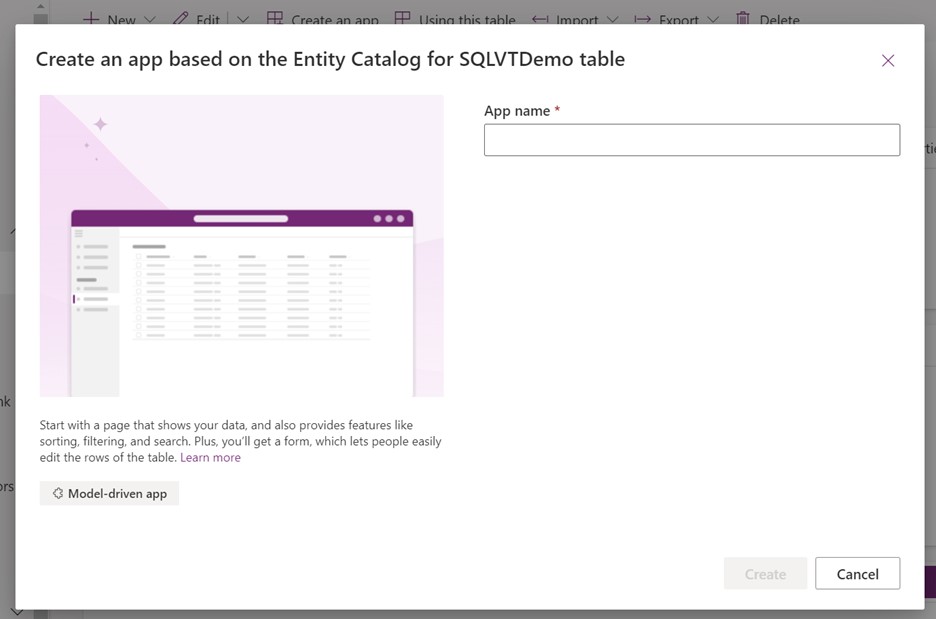 New Edit Create an app Using this table Import Export Delete
Create an app based on the Entity Catalog for SQLVTDemo table
App name *
Start with a page that shows your data, and also provides features like
sorting, filtering, and search. Plus, you'll get a form, which lets people easily
edit the rows of the table. Learn more
Model-driven app
Create Cancel